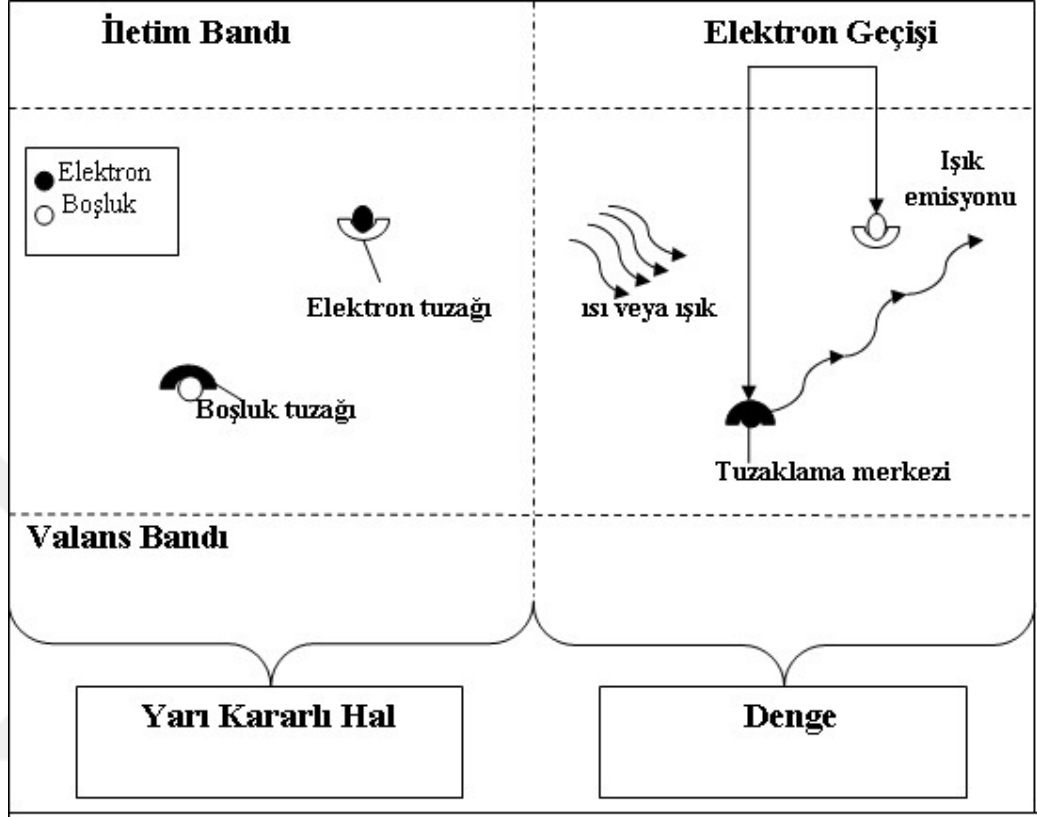 İletim Bandı
Elektron Geçişi
Elektron
Boşluk
Işık
emisyonu
Elektron tuzağı
ısı veya ışık
Boşluk tuzağı
Tuzaklama merkezi
Valans Bandı
Yarı Kararlı Hal
Denge